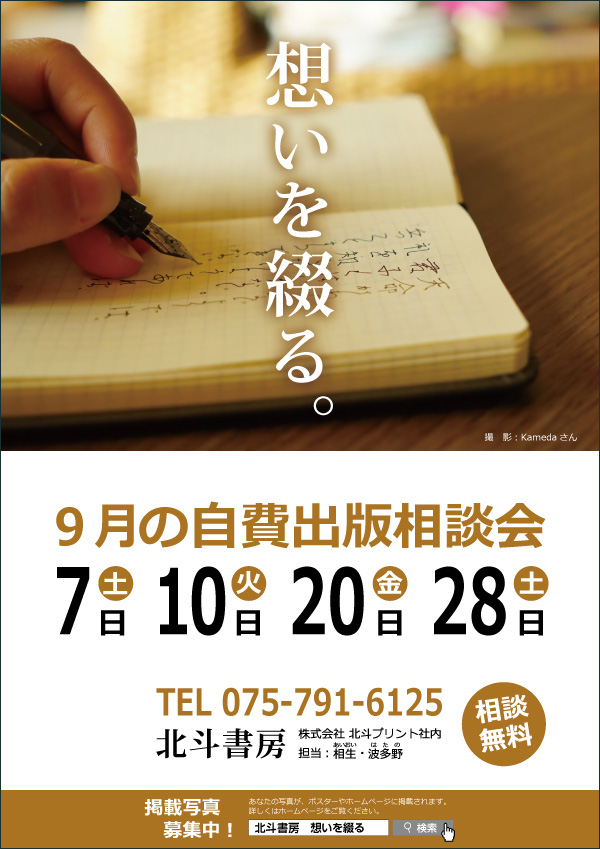 想いを綴る。
撮　影：Kameda さん
９月の自費出版相談会
7日 土 10日 火 20日 金 28日 土
TEL 075-791-6125
相談
無料
北斗書房
株式会社 北斗プリント社内
担当：相生・波多野
あいおい はたの
掲載写真
募集中！
あなたの写真が、ポスターやホームページに掲載されます。
詳しくはホームページをご覧ください。
北斗書房　想いを綴る
検索